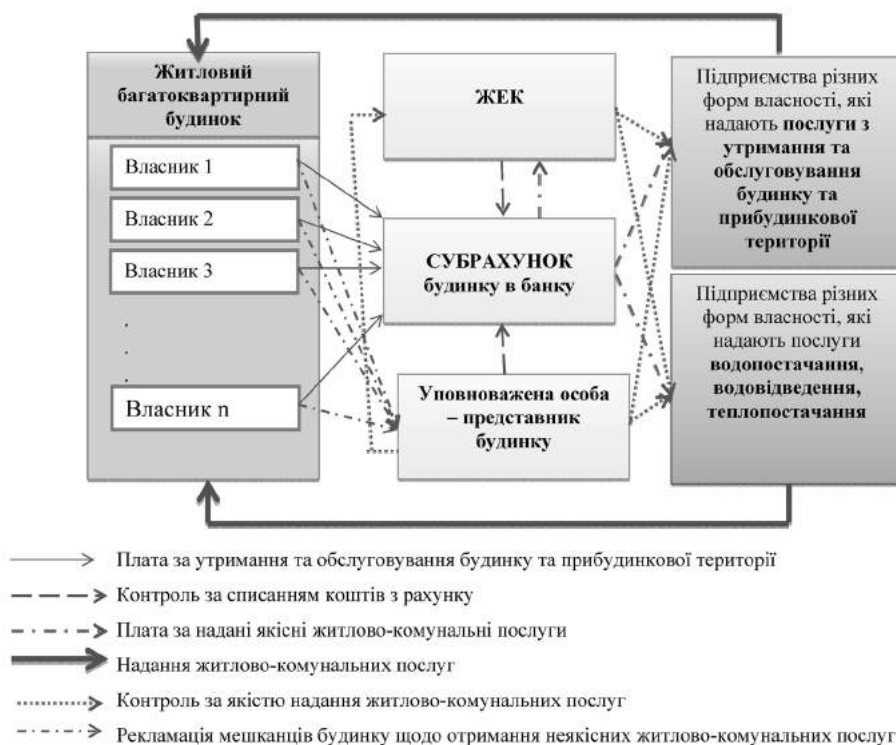 Житловий
багатоквартирний
будинок
Власник 1
Власник 2
Власник 3
.
.
.
Власник n
ЖЕК
СУБРАХУНОК
будинку в банку
Уповноважена особа
– представник
будинку
Підприємства різних
форм власності, які
надають послуги з
утримання та
обслуговування
будинку та
прибудинкової
території
Підприємства різних
форм власності, які
надають послуги
водопостачання,
водовідведення,
теплопостачання
Плата за утримання та обслуговування будинку та прибудинкової території
Контроль за списанням коштів з рахунку
Плата за надані якісні житлово-комунальні послуги
Надання житлово-комунальних послуг
Контроль за якістю надання житлово-комунальних послуг
Рекламація мешканців будинку щодо отримання неякісних житлово-комунальних послуг